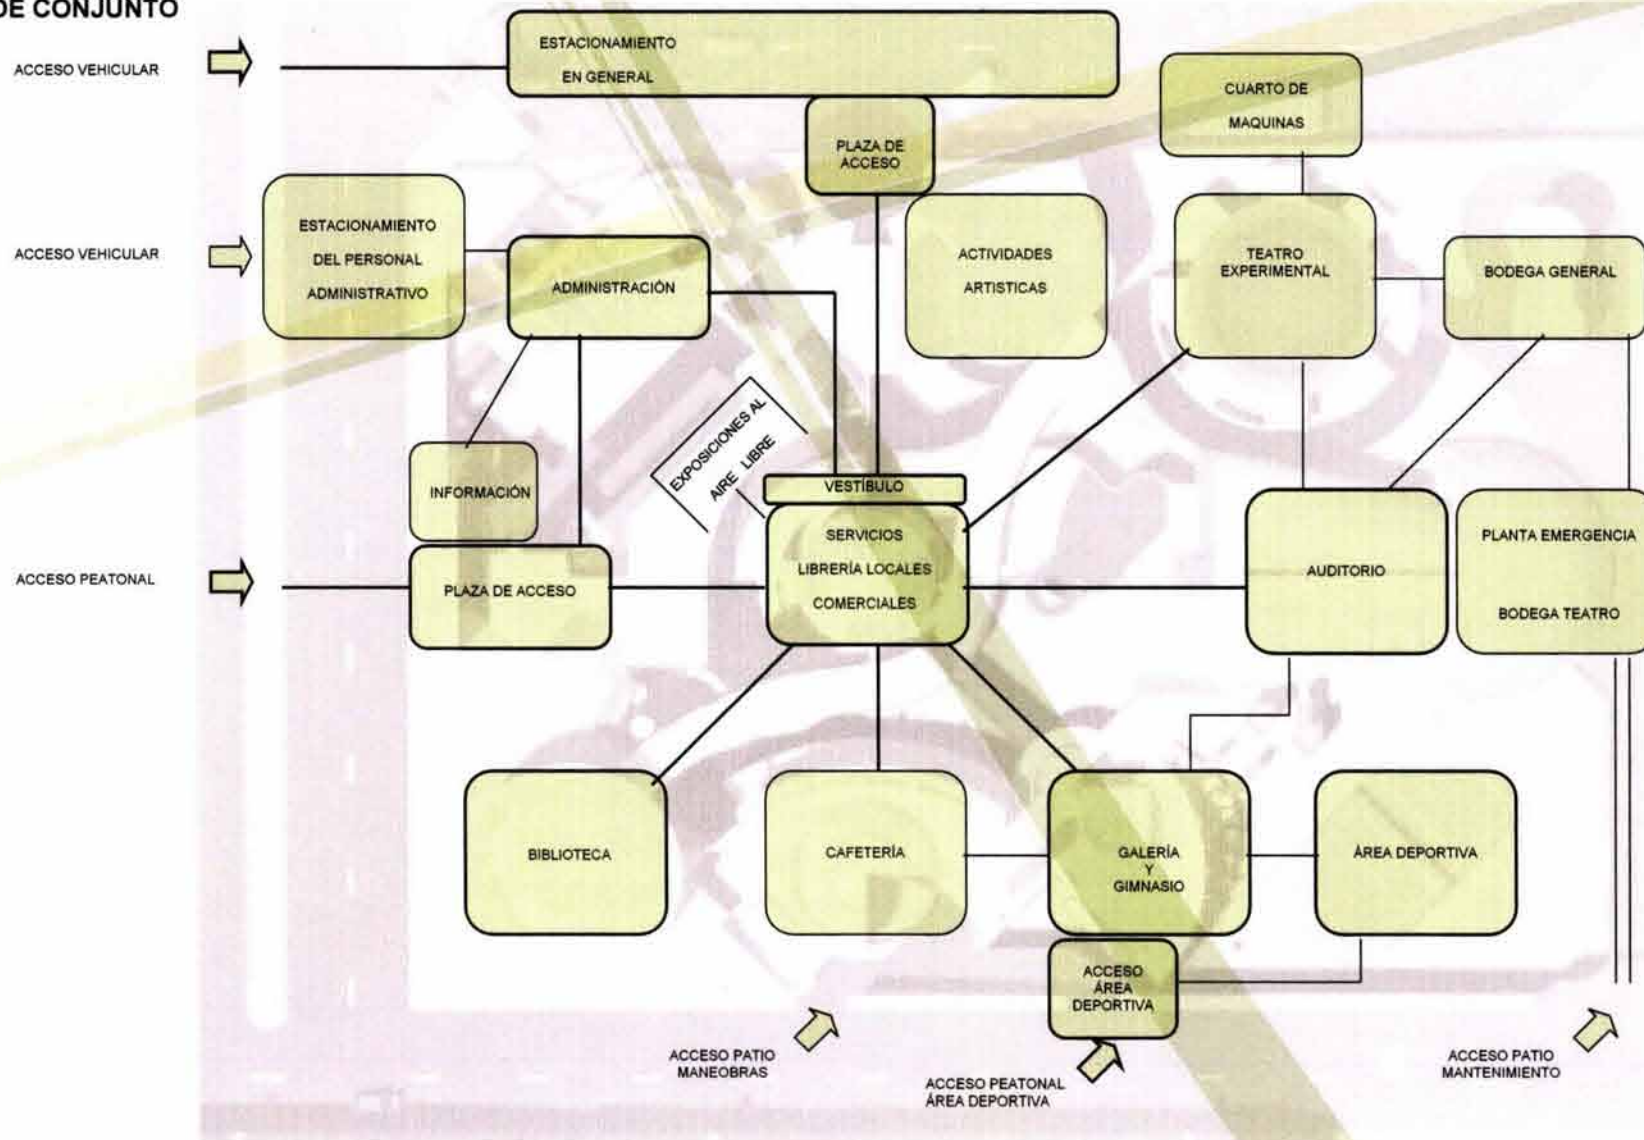 DE CONJUNTO
ACCESO VEHICULAR
ESTACIONAMIENTO
EN GENERAL
CUARTO DE
MAQUINAS
PLAZA DE
ACCESO
ACCESO VEHICULAR
ESTACIONAMIENTO
DEL PERSONAL
ADMINISTRATIVO
ADMINISTRACIÓN
ACTIVIDADES
ARTISTICAS
TEATRO
EXPERIMENTAL
BODEGA GENERAL
EXPOSICIONES AL
AIRE LIBRE
INFORMACIÓN
VESTÍBULO
SERVICIOS
LIBRERÍA LOCALES
COMERCIALES
ACCESO PEATONAL
PLAZA DE ACCESO
AUDITORIO
PLANTA EMERGENCIA
BODEGA TEATRO
BIBLIOTECA
CAFETERÍA
GALERÍA
Y
GIMNASIO
ÁREA DEPORTIVA
ACCESO
ÁREA
DEPORTIVA
ACCESO PATIO
MANEOBRAS
ACCESO PEATONAL
ÁREA DEPORTIVA
ACCESO PATIO
MANTENIMIENTO